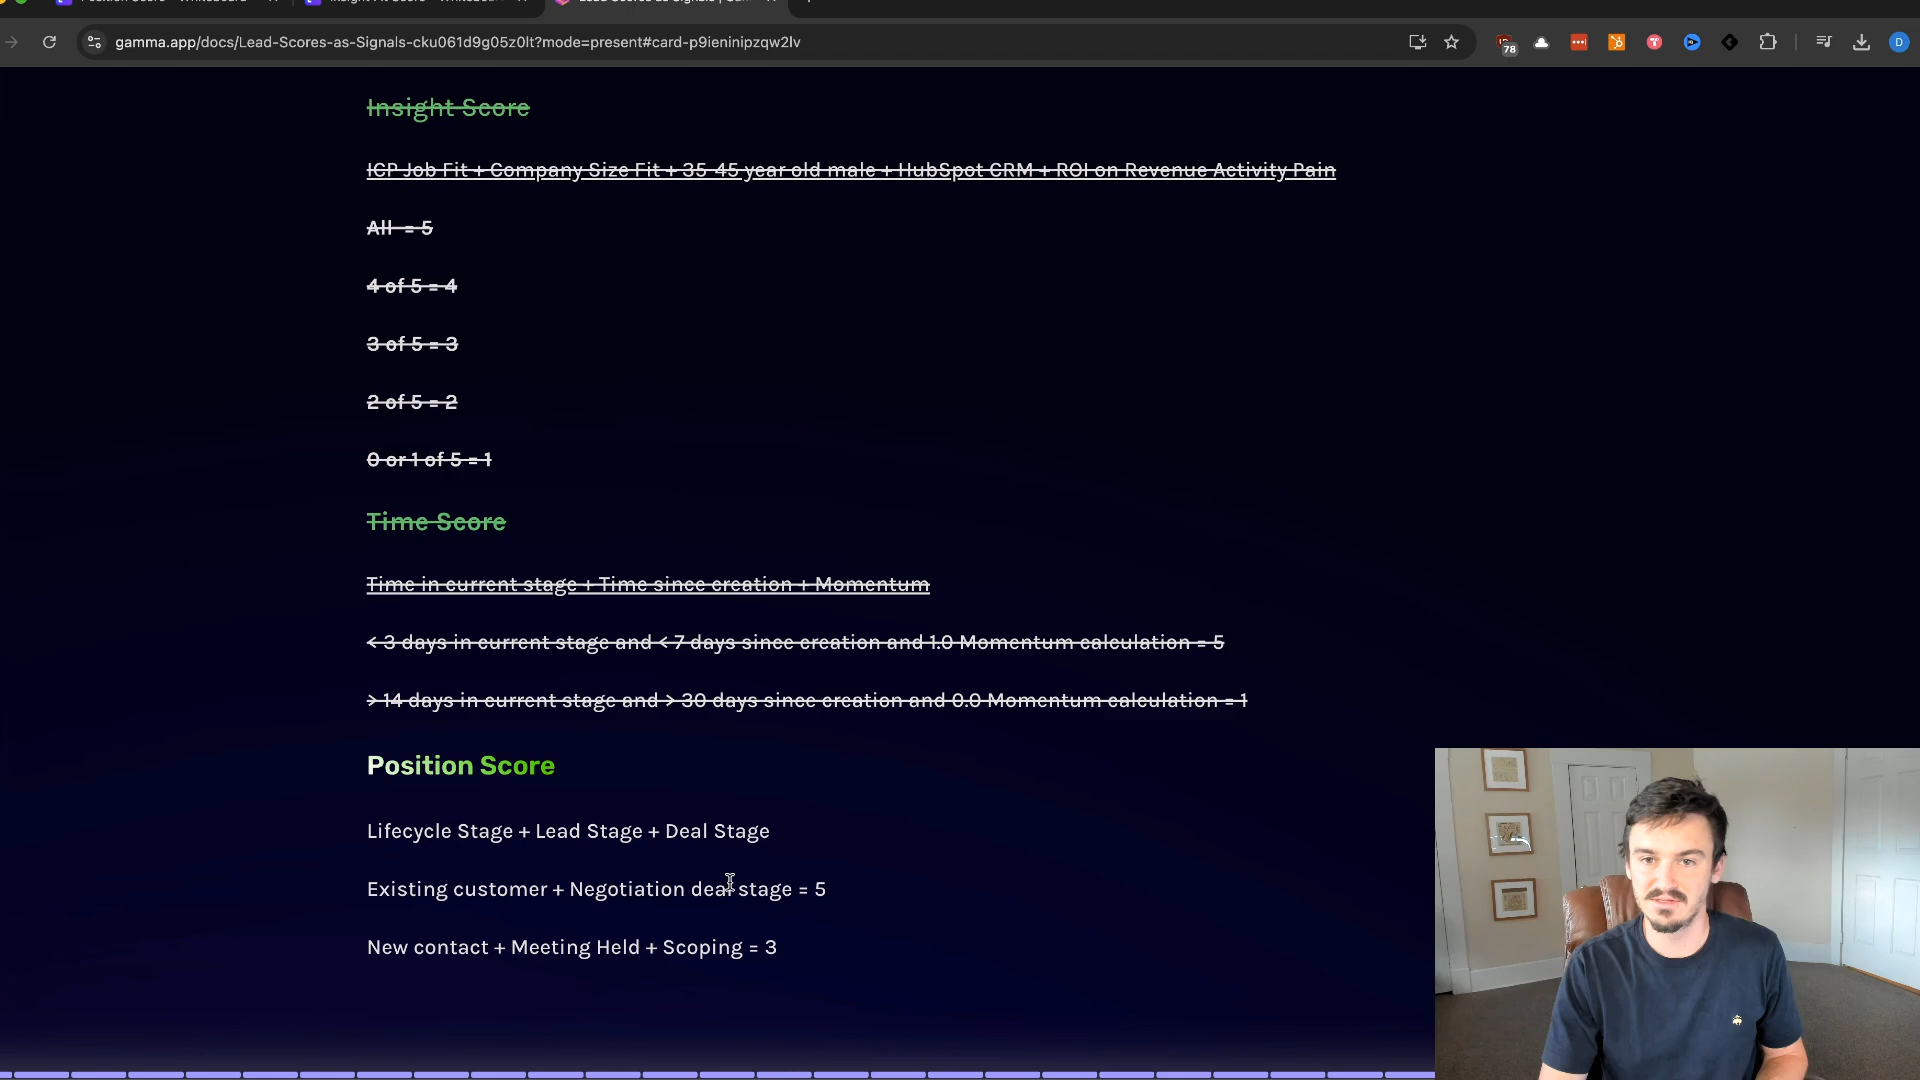 gamma.app/docs/Lead-Scores-as-Signals-cku061d9g05z0lt?mode=present#card-p9ieninipzqw2lv
78
D
Insight Score
ICP Job Fit + Company Size Fit + 35-45 year old male + HubSpot CRM + ROI on Revenue Activity Pain
All = 5
4 of 5 = 4
3 of 5 = 3
2 of 5 = 2
0 or 1 of 5 = 1
Time Score
Time in current stage + Time since creation + Momentum
< 3 days in current stage and < 7 days since creation and 1.0 Momentum calculation = 5
> 14 days in current stage and > 30 days since creation and 0.0 Momentum calculation = 1
Position Score
Lifecycle Stage + Lead Stage + Deal Stage
Existing customer + Negotiation deal stage = 5
New contact + Meeting Held + Scoping = 3